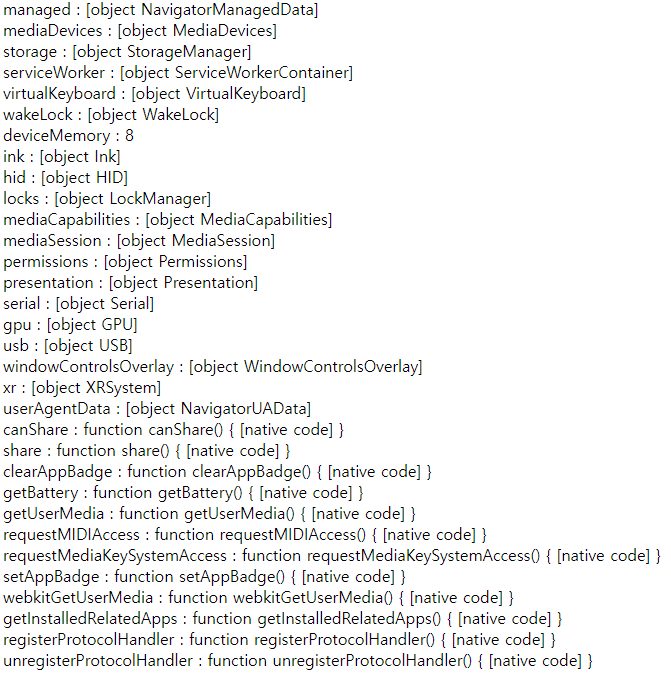 managed : [object NavigatorManagedData]
mediaDevices : [object MediaDevices]
storage : [object StorageManager]
serviceWorker : [object ServiceWorkerContainer]
virtualKeyboard : [object VirtualKeyboard]
wakeLock : [object WakeLock]
deviceMemory : 8
ink : [object Ink]
hid : [object HID]
locks : [object LockManager]
mediaCapabilities : [object MediaCapabilities]
mediaSession : [object MediaSession]
permissions : [object Permissions]
presentation : [object Presentation]
serial : [object Serial]
gpu : [object GPU]
usb : [object USB]
windowControlsOverlay : [object WindowControlsOverlay]
xr : [object XRSystem]
userAgentData : [object NavigatorUAData]
canShare : function canShare() { [native code] }
share : function share() { [native code] }
clearAppBadge : function clearAppBadge() { [native code] }
getBattery : function getBattery() { [native code] }
getUserMedia : function getUserMedia() { [native code] }
requestMIDIAccess : function requestMIDIAccess() { [native code] }
requestMediaKeySystemAccess : function requestMediaKeySystemAccess() { [native code] }
setAppBadge : function setAppBadge() { [native code] }
webkitGetUserMedia : function webkitGetUserMedia() { [native code] }
getInstalledRelatedApps : function getInstalledRelatedApps() { [native code] }
registerProtocolHandler : function registerProtocolHandler() { [native code] }
unregisterProtocolHandler : function unregisterProtocolHandler() { [native code] }